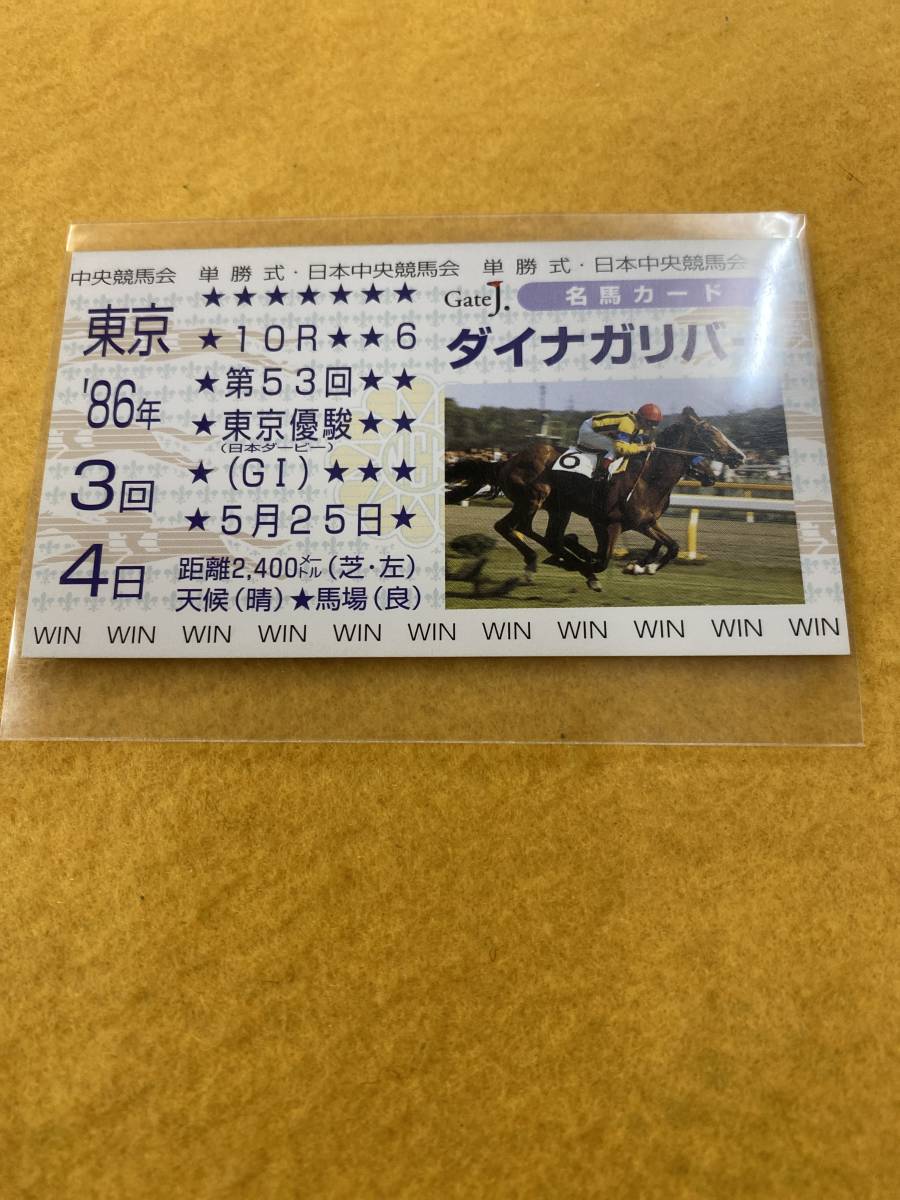 中央競馬会 単勝式・日本中央競馬会 単勝式・日本中央競馬会
東京
'86年
3回
4日
★★★★★★★
★10R★★6
★第53回★★
★東京優駿★★
(日本ダービー)
★(GI)★★★
★5月25日★
距離2,400メートル(芝・左)
天候(晴)★馬場(良)
Gate J. 名馬カード
ダイナガリバー
6
WIN WIN WIN WIN WIN WIN WIN WIN WIN WIN WIN